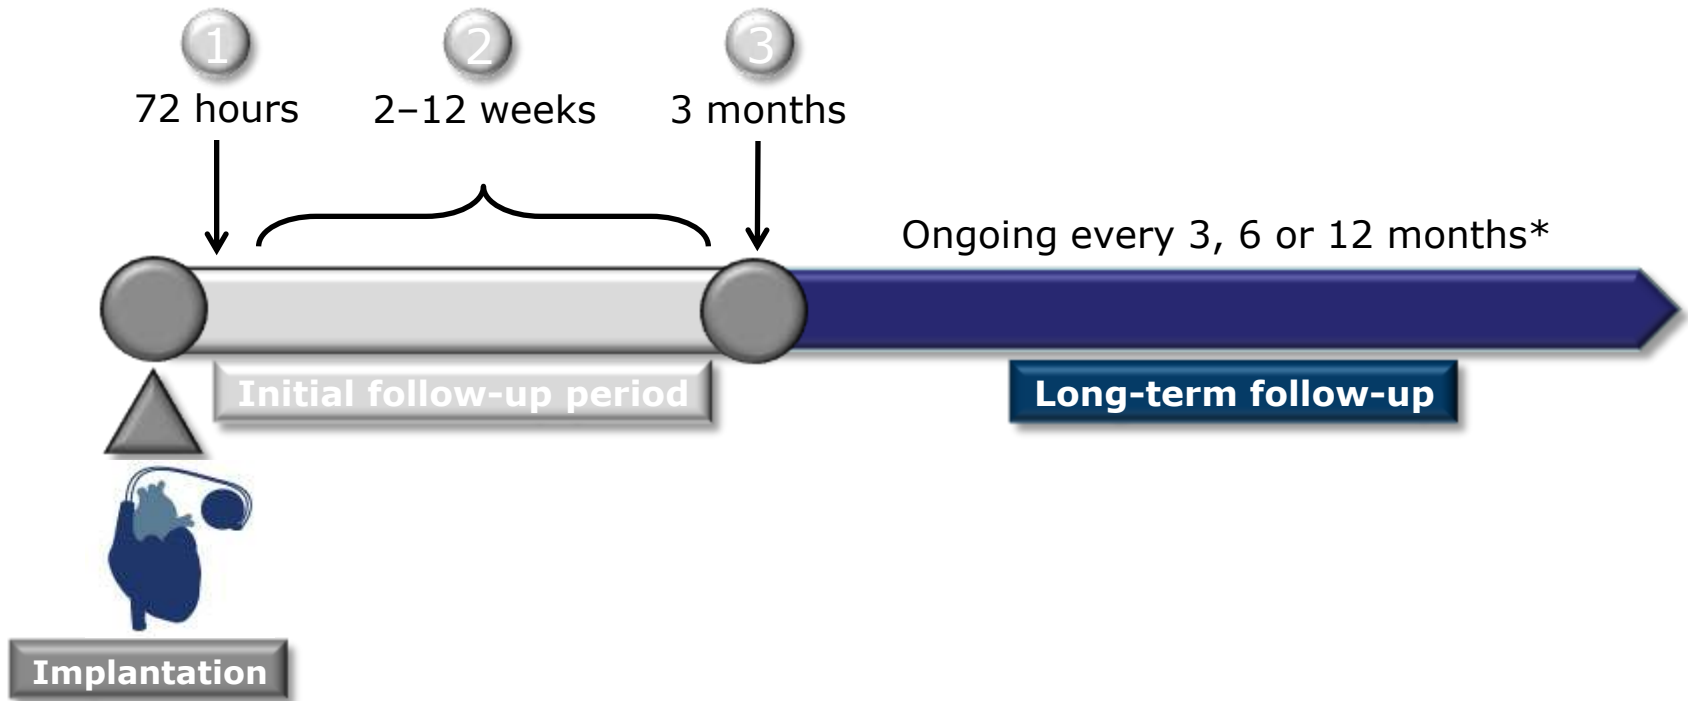 1
2
3
72 hours
2–12 weeks
3 months
Ongoing every 3, 6 or 12 months*
Initial follow-up period
Long-term follow-up
Implantation